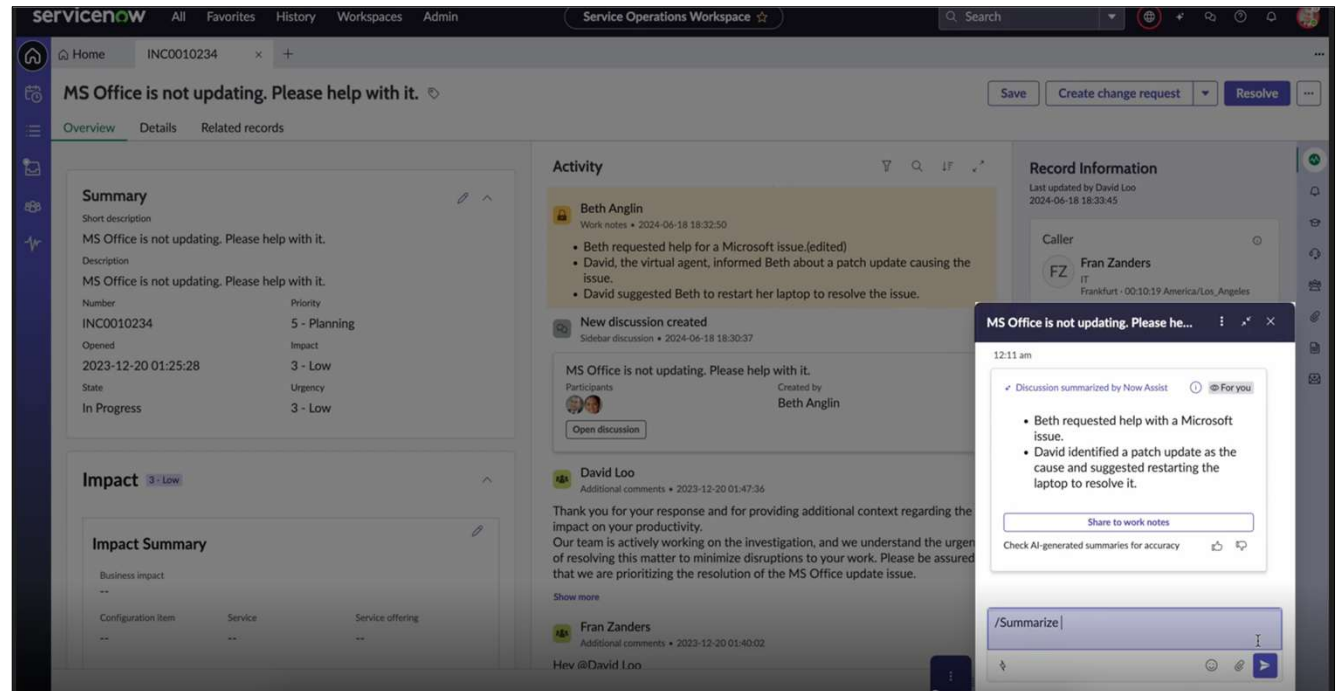 servicenow All Favorites History Workspaces Admin Service Operations Workspace Search
Home INC0010234 × +
MS Office is not updating. Please help with it. Save Create change request Resolve
Overview Details Related records
Summary
Short description
MS Office is not updating. Please help with it.
Description
MS Office is not updating. Please help with it.
Number Priority
INC0010234 5 - Planning
Opened Impact
2023-12-20 01:25:28 3 - Low
State Urgency
In Progress 3 - Low
Impact 3 - Low
Impact Summary
Business impact
--
Configuration item Service Service offering
-- -- --
Activity
Beth Anglin
Work notes • 2024-06-18 18:32:50
• Beth requested help for a Microsoft issue.(edited)
• David, the virtual agent, informed Beth about a patch update causing the
issue.
• David suggested Beth to restart her laptop to resolve the issue.
New discussion created
Sidebar discussion • 2024-06-18 18:30:37
MS Office is not updating. Please help with it.
Participants Created by
Beth Anglin
Open discussion
David Loo
Additional comments • 2023-12-20 01:47:36
Thank you for your response and for providing additional context regarding the
impact on your productivity.
Our team is actively working on the investigation, and we understand the urgen
of resolving this matter to minimize disruptions to your work. Please be assured
that we are prioritizing the resolution of the MS Office update issue.
Show more
Fran Zanders
Additional comments • 2023-12-20 01:40:02
Hey @David Loo
Record Information
Last updated by David Loo
2024-06-18 18:33:45
Caller
FZ Fran Zanders
IT
Frankfurt - 00:10:19 America/Los_Angeles
MS Office is not updating. Please he...
12:11 am
Discussion summarized by Now Assist For you
• Beth requested help with a Microsoft
issue.
• David identified a patch update as the
cause and suggested restarting the
laptop to resolve it.
Share to work notes
Check AI-generated summaries for accuracy
/Summarize